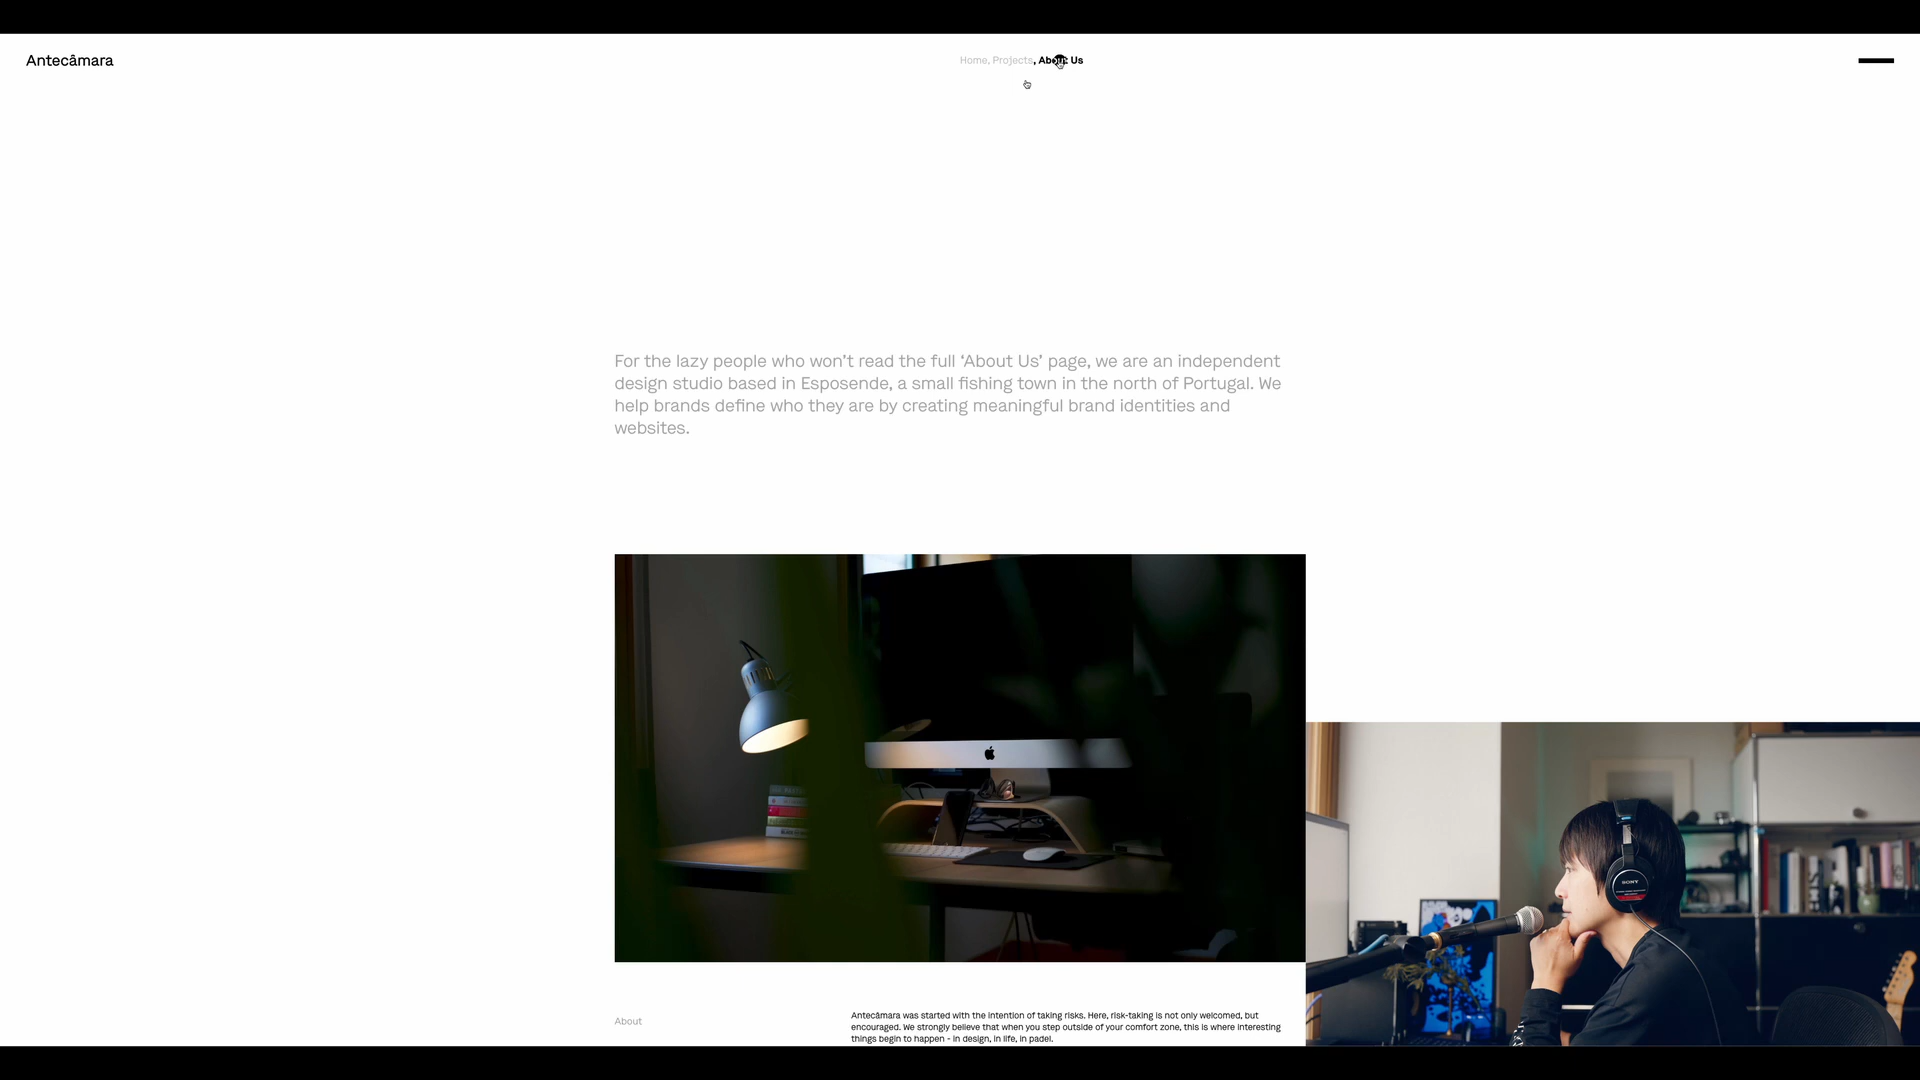 Antecâmara
Home, Projects, About Us
For the lazy people who won’t read the full ‘About Us’ page, we are an independent
design studio based in Esposende, a small fishing town in the north of Portugal. We
help brands define who they are by creating meaningful brand identities and
websites.
SONY
About
Antecâmara was started with the intention of taking risks. Here, risk-taking is not only welcomed, but
encouraged. We strongly believe that when you step outside of your comfort zone, this is where interesting
things begin to happen - in design, in life, in padel.